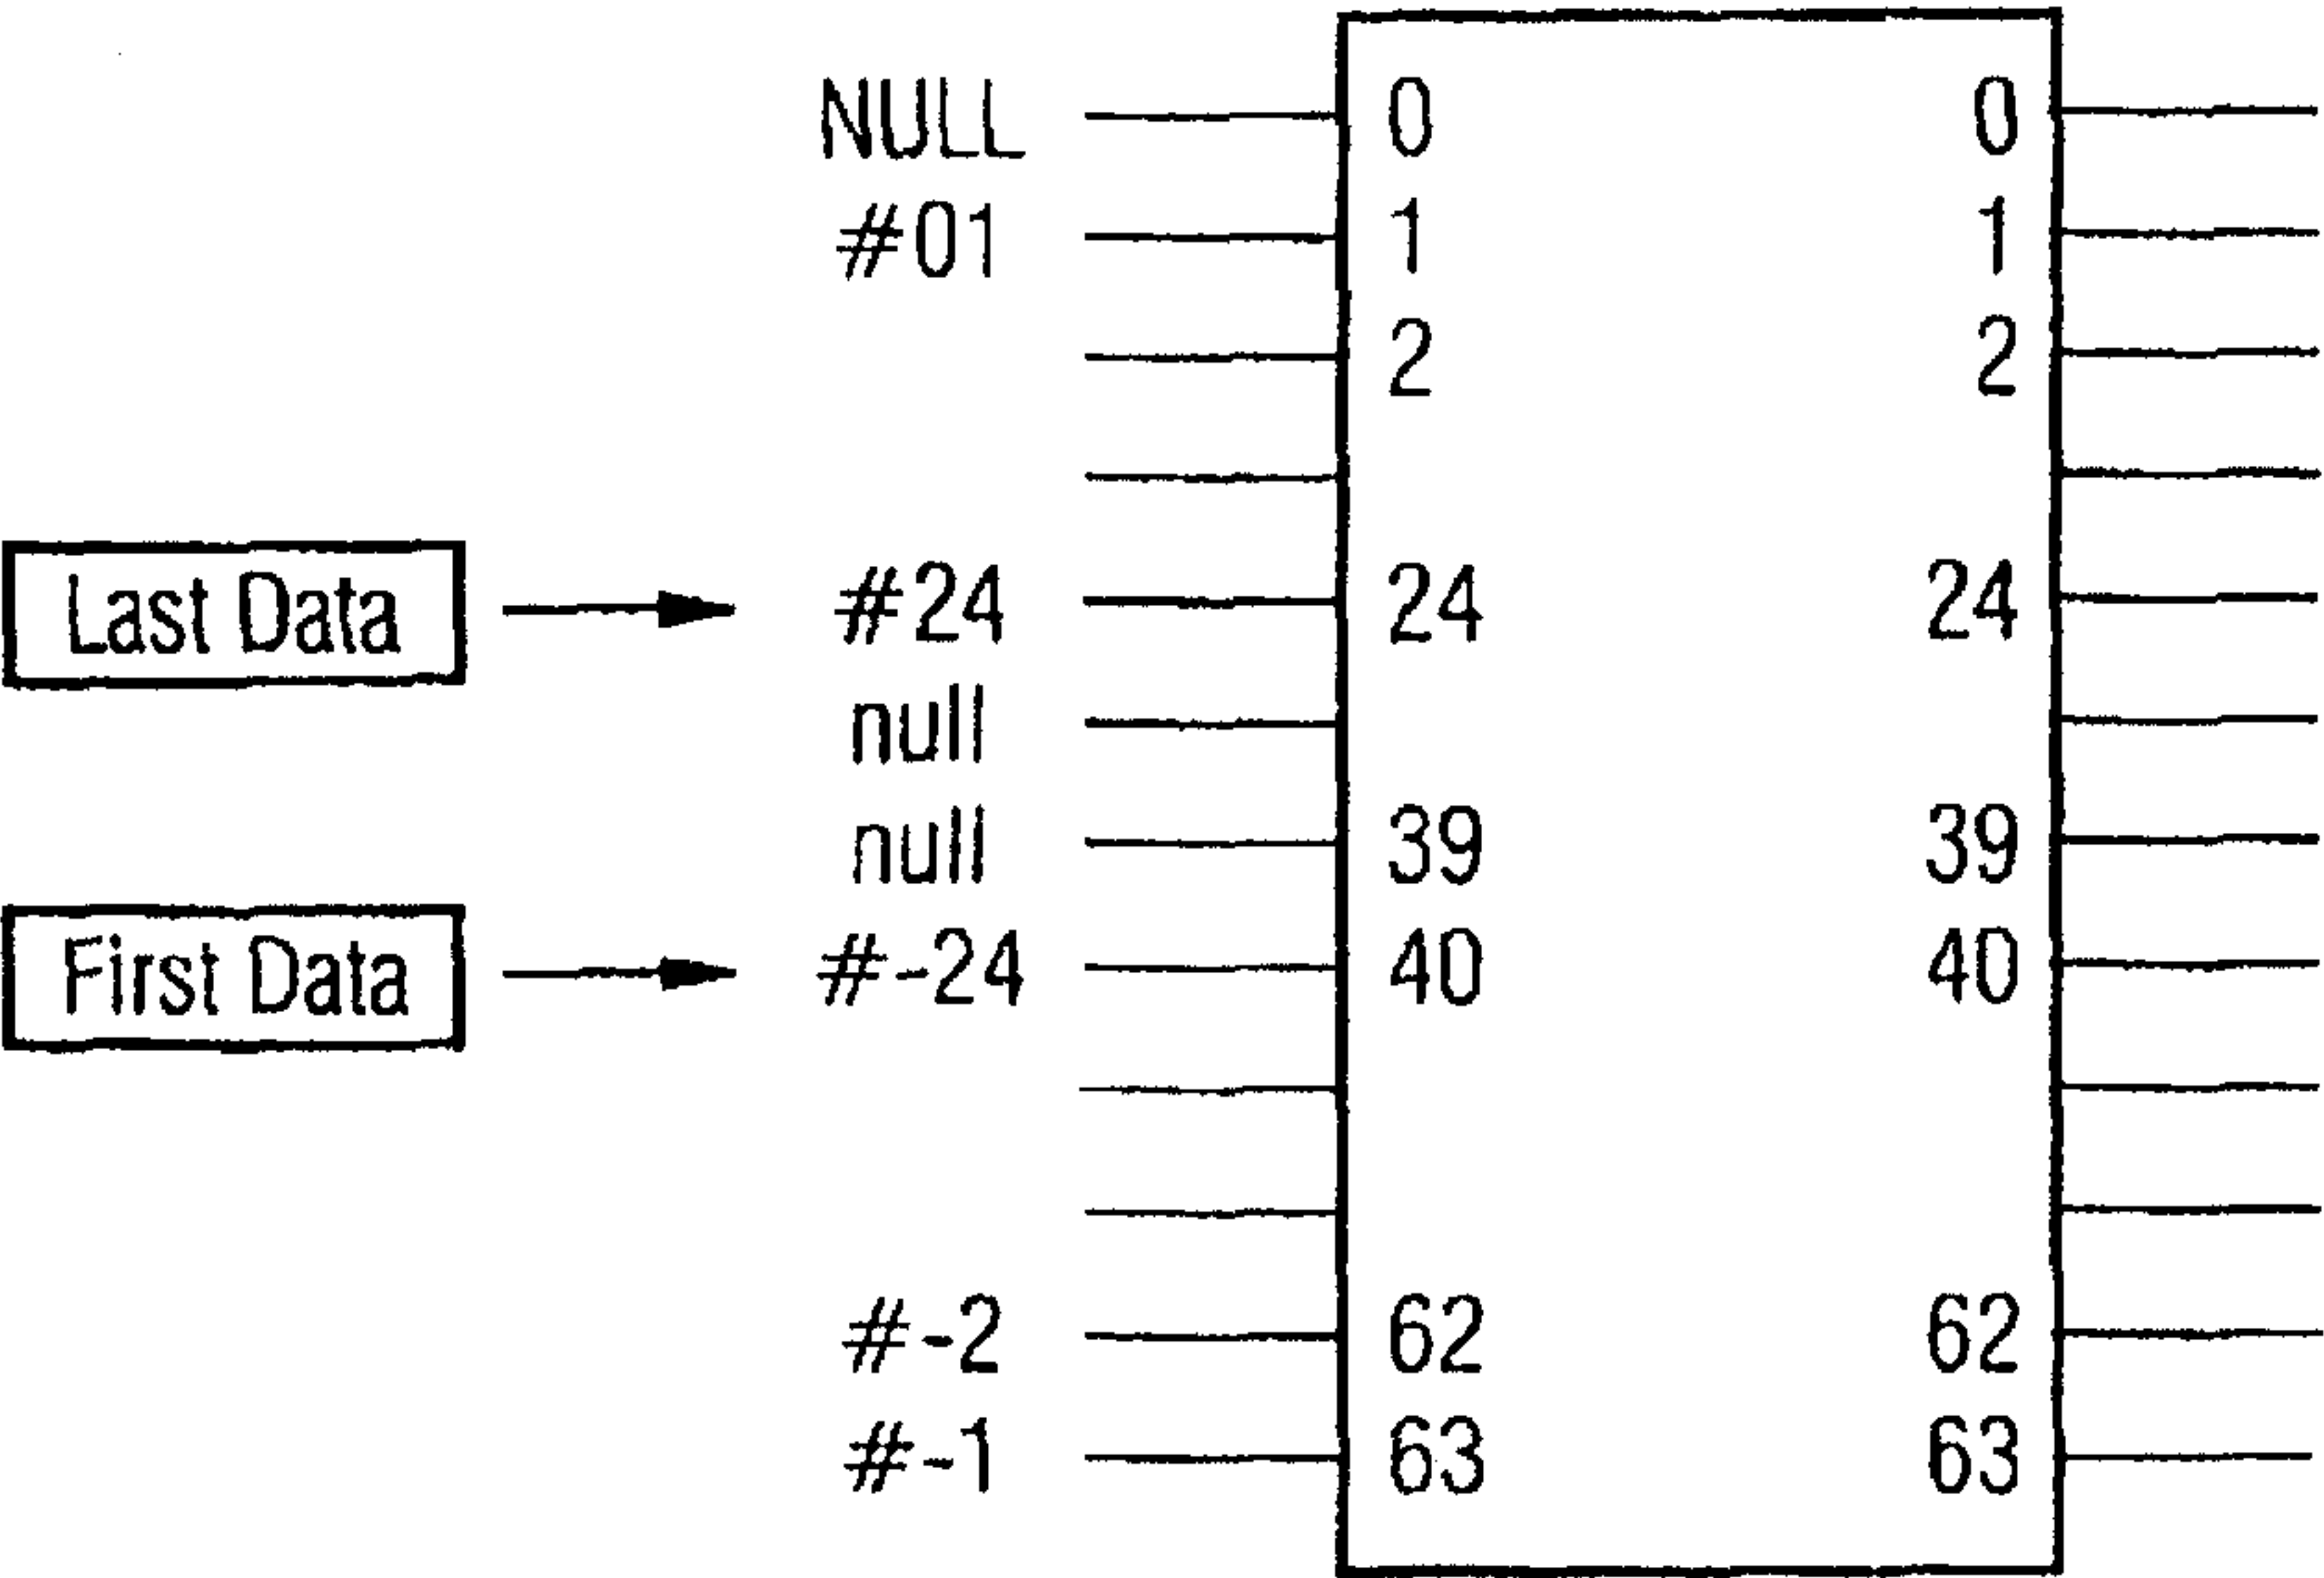 NULL 0 0
#01 1 1
2 2
Last Data #24 24 24
null
null 39 39
First Data #-24 40 40
#-2 62 62
#-1 63 63